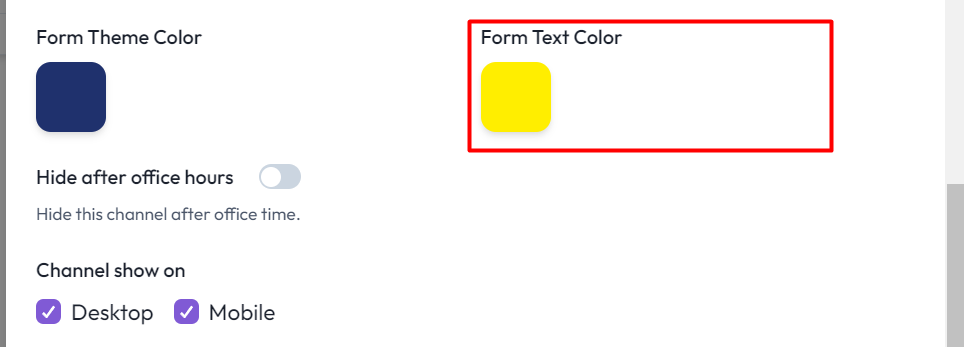 Form Theme Color
Form Text Color
Hide after office hours
Hide this channel after office time.
Channel show on
Desktop Mobile